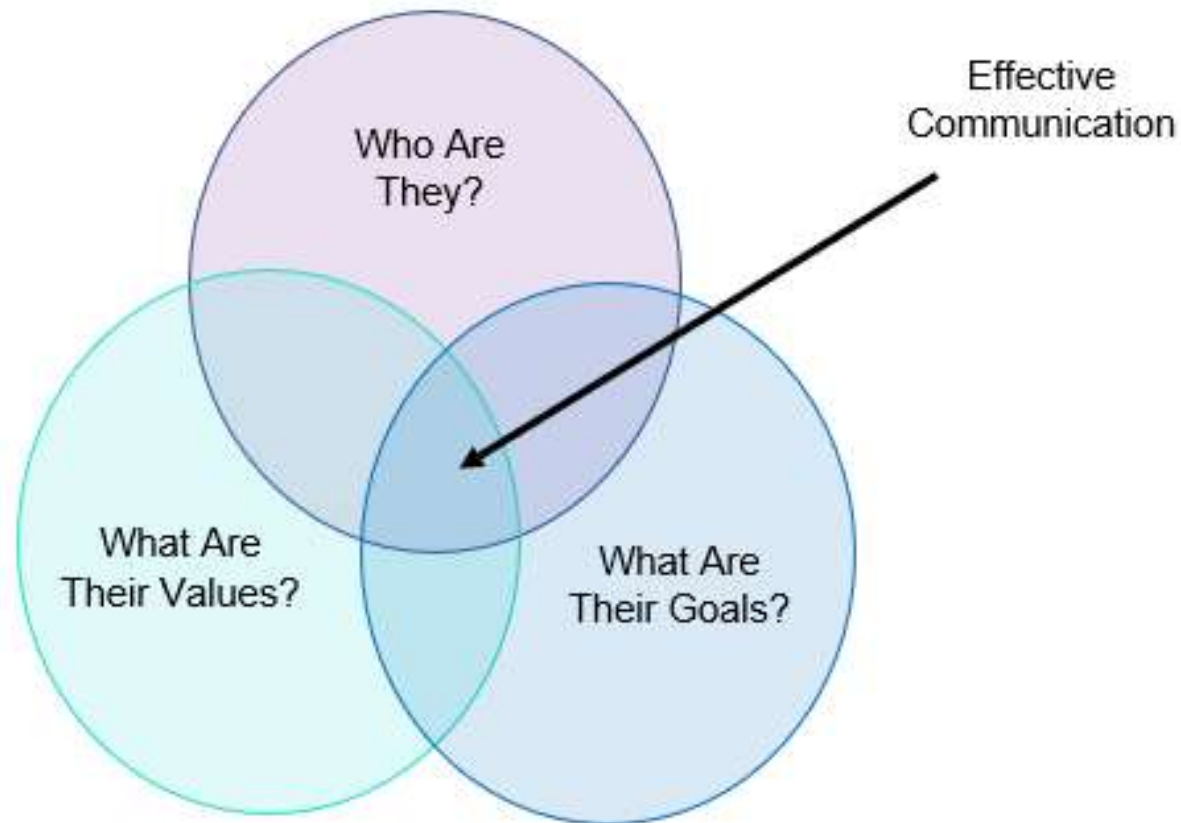 Effective
Communication
Who Are
They?
What Are
Their Values?
What Are
Their Goals?